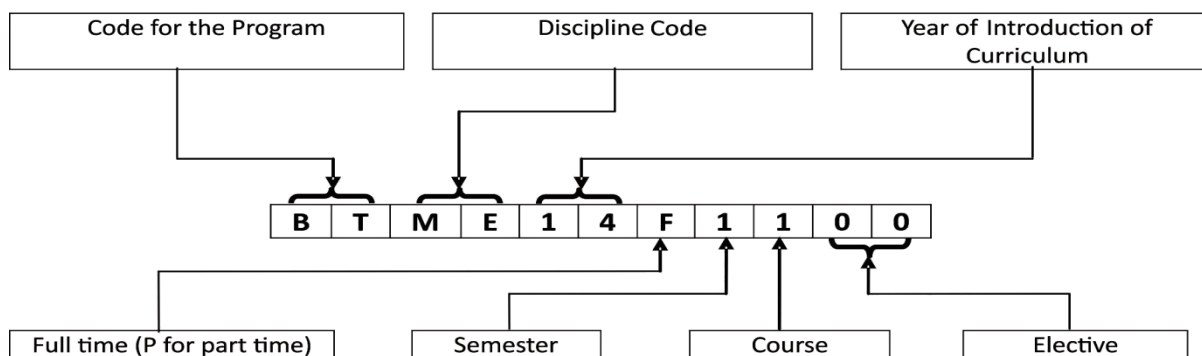 Code for the Program
Discipline Code
Year of Introduction of
Curriculum
B T M E 1 4 F 1 1 0 0
Full time (P for part time)
Semester
Course
Elective